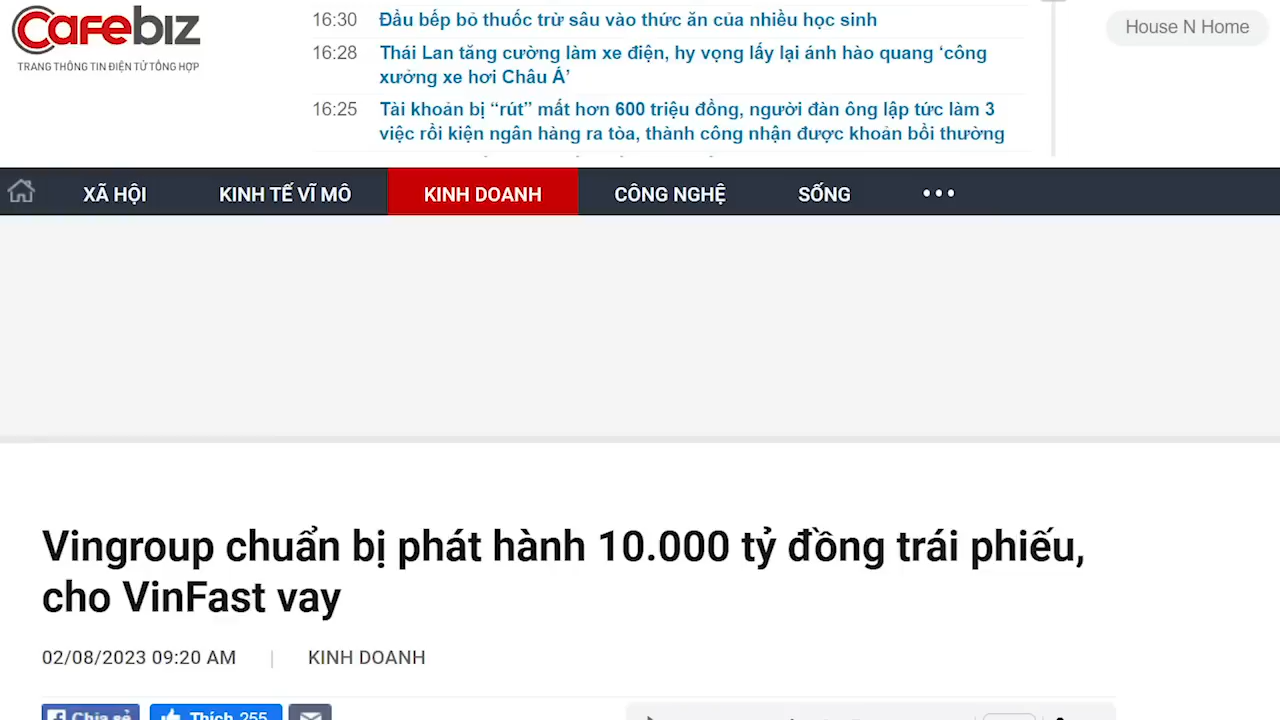 Cafebiz
TRANG THÔNG TIN ĐIỆN TỬ TỔNG HỢP
16:30 Đầu bếp bỏ thuốc trừ sâu vào thức ăn của nhiều học sinh
16:28 Thái Lan tăng cường làm xe điện, hy vọng lấy lại ánh hào quang ‘công
xưởng xe hơi Châu Á’
16:25 Tài khoản bị “rút” mất hơn 600 triệu đồng, người đàn ông lập tức làm 3
việc rồi kiện ngân hàng ra tòa, thành công nhận được khoản bồi thường
House N Home
XÃ HỘI KINH TẾ VĨ MÔ KINH DOANH CÔNG NGHỆ SỐNG •••
Vingroup chuẩn bị phát hành 10.000 tỷ đồng trái phiếu,
cho VinFast vay
02/08/2023 09:20 AM | KINH DOANH
Chia sẻ Thích 255